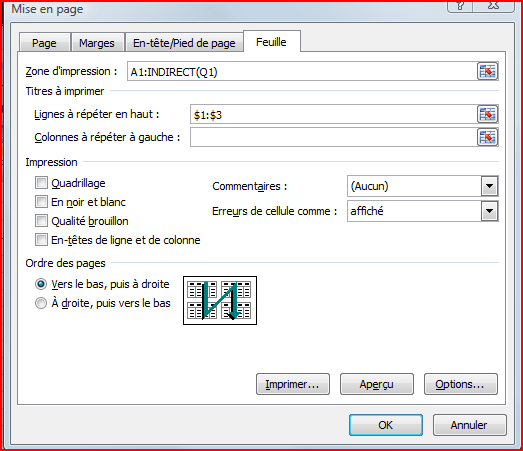 Mise en page
Page Marges En-tête/Pied de page Feuille
Zone d'impression : A1:INDIRECT(Q1)
Titres à imprimer
Lignes à répéter en haut : $1:$3
Colonnes à répéter à gauche :
Impression
Quadrillage
Commentaires : (Aucun)
En noir et blanc
Erreurs de cellule comme : affiché
Qualité brouillon
En-têtes de ligne et de colonne
Ordre des pages
Vers le bas, puis à droite
À droite, puis vers le bas
Imprimer... Aperçu Options...
OK Annuler